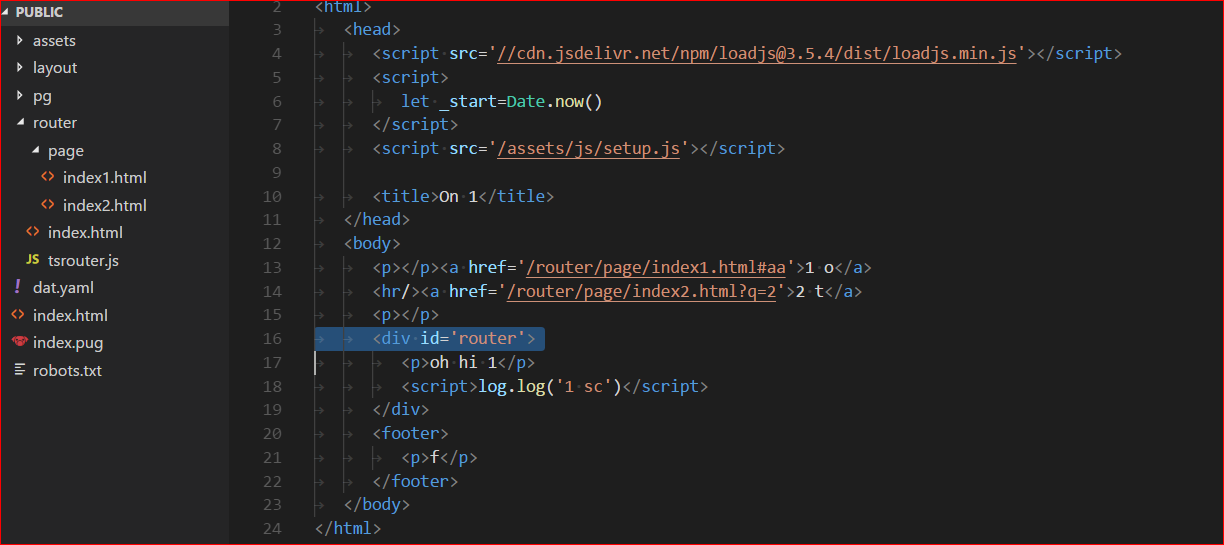 PUBLIC
assets
layout
pg
router
page
index1.html
index2.html
index.html
JS tsrouter.js
! dat.yaml
index.html
index.pug
robots.txt
2 <html>
3 <head>
4 <script src='//cdn.jsdelivr.net/npm/loadjs@3.5.4/dist/loadjs.min.js'></script>
5 <script>
6 let _start=Date.now()
7 </script>
8 <script src='/assets/js/setup.js'></script>
9
10 <title>On 1</title>
11 </head>
12 <body>
13 <p></p><a href='/router/page/index1.html#aa'>1 o</a>
14 <hr/><a href='/router/page/index2.html?q=2'>2 t</a>
15 <p></p>
16 <div id='router'>
17 <p>oh hi 1</p>
18 <script>log.log('1 sc')</script>
19 </div>
20 <footer>
21 <p>f</p>
22 </footer>
23 </body>
24 </html>